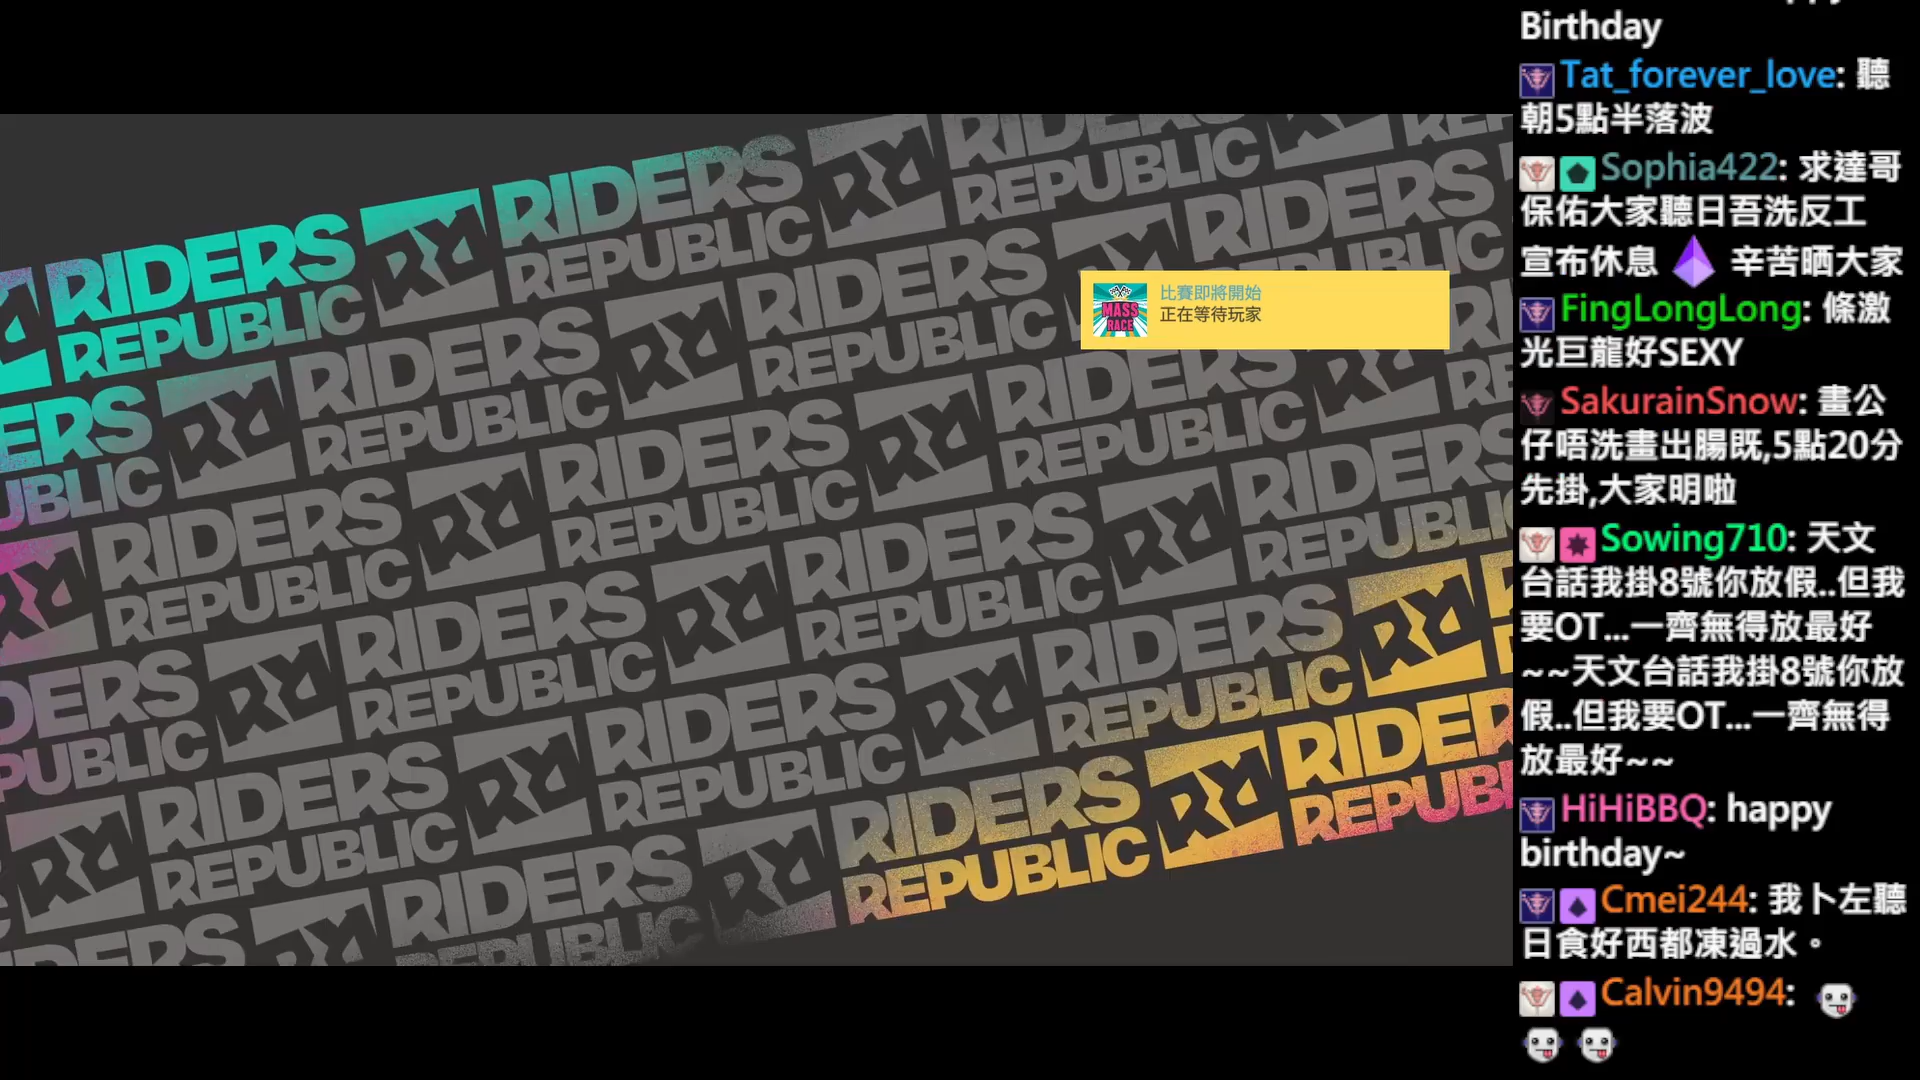 RIDERS REPUBLIC
比賽即將開始
正在等待玩家
MASS RACE
Birthday
Tat_forever_love: 聽
朝5點半落波
Sophia422: 求達哥
保佑大家聽日吾洗反工
宣布休息 辛苦晒大家
FingLongLong: 條激
光巨龍好SEXY
SakurainSnow: 畫公
仔唔洗畫出腸既,5點20分
先掛,大家明啦
Sowing710: 天文
台話我掛8號你放假..但我
要OT...一齊無得放最好
~~天文台話我掛8號你放
假..但我要OT...一齊無得
放最好~~
HiHiBBQ: happy
birthday~
Cmei244: 我卜左聽
日食好西都凍過水。
Calvin9494: